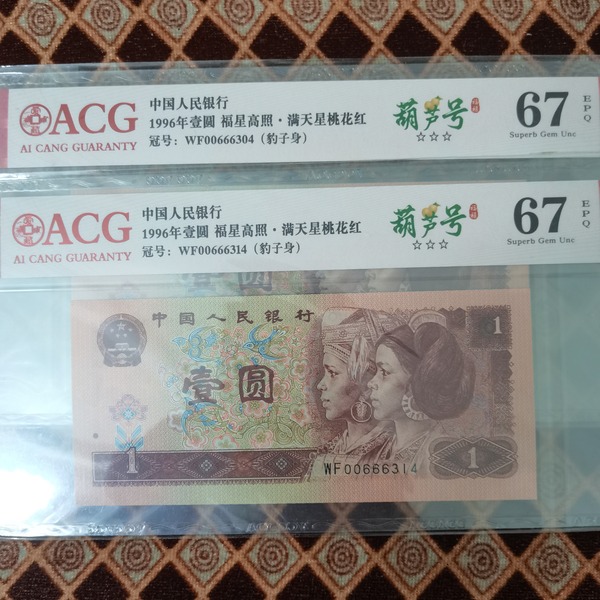 ACG
AI CANG GUARANTY
中国人民银行
1996年壹圆 福星高照·满天星桃花红
冠号：WF00666304（豹子身）
葫芦号
☆☆☆
67
EPQ
Superb Gem Unc
ACG
AI CANG GUARANTY
中国人民银行
1996年壹圆 福星高照·满天星桃花红
冠号：WF00666314（豹子身）
葫芦号
☆☆☆
67
EPQ
Superb Gem Unc
中国人民银行
1
壹圆
1
WF00666314
1